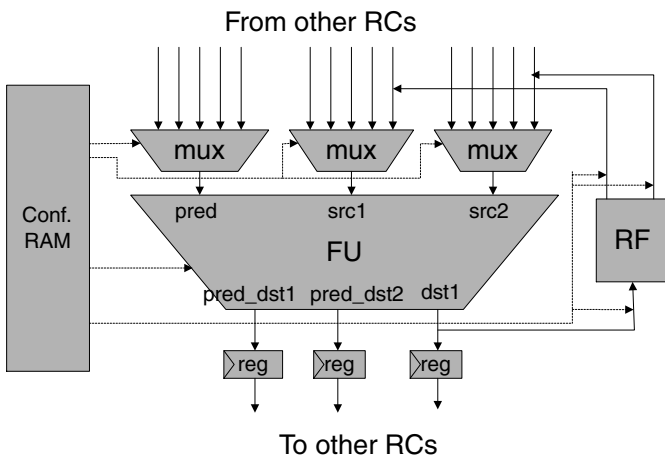 From other RCs
mux mux mux
Conf.
RAM
pred src1 src2
FU
RF
pred_dst1 pred_dst2 dst1
reg reg reg
To other RCs